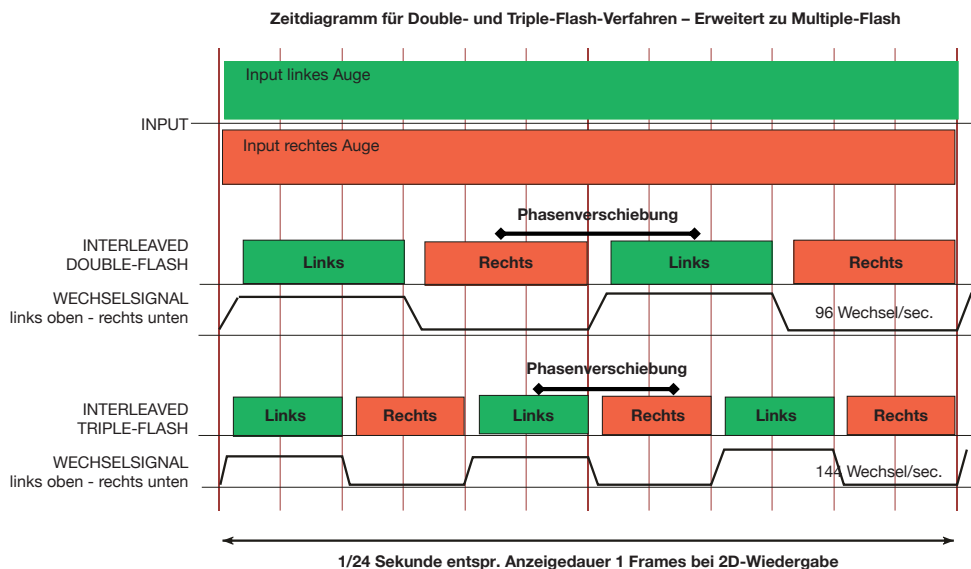 Zeitdiagramm für Double- und Triple-Flash-Verfahren – Erweitert zu Multiple-Flash
Input linkes Auge
INPUT
Input rechtes Auge
Phasenverschiebung
INTERLEAVED
DOUBLE-FLASH
Links
Rechts
Links
Rechts
WECHSELSIGNAL
links oben - rechts unten
96 Wechsel/sec.
Phasenverschiebung
INTERLEAVED
TRIPLE-FLASH
Links
Rechts
Links
Rechts
Links
Rechts
WECHSELSIGNAL
links oben - rechts unten
144 Wechsel/sec.
1/24 Sekunde entspr. Anzeigedauer 1 Frames bei 2D-Wiedergabe